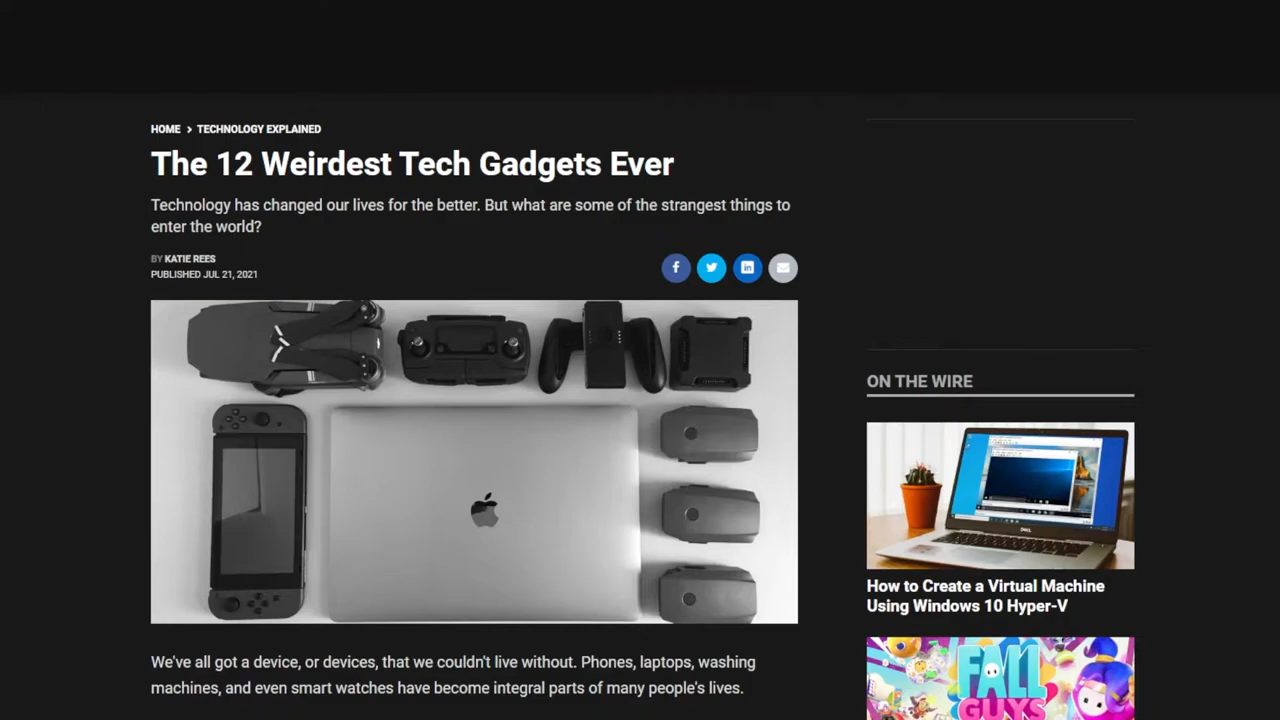 HOME > TECHNOLOGY EXPLAINED
The 12 Weirdest Tech Gadgets Ever
Technology has changed our lives for the better. But what are some of the strangest things to
enter the world?
BY KATIE REES
PUBLISHED JUL 21, 2021
We've all got a device, or devices, that we couldn't live without. Phones, laptops, washing
machines, and even smart watches have become integral parts of many people's lives.
ON THE WIRE
DELL
How to Create a Virtual Machine
Using Windows 10 Hyper-V
FALL
GUYS